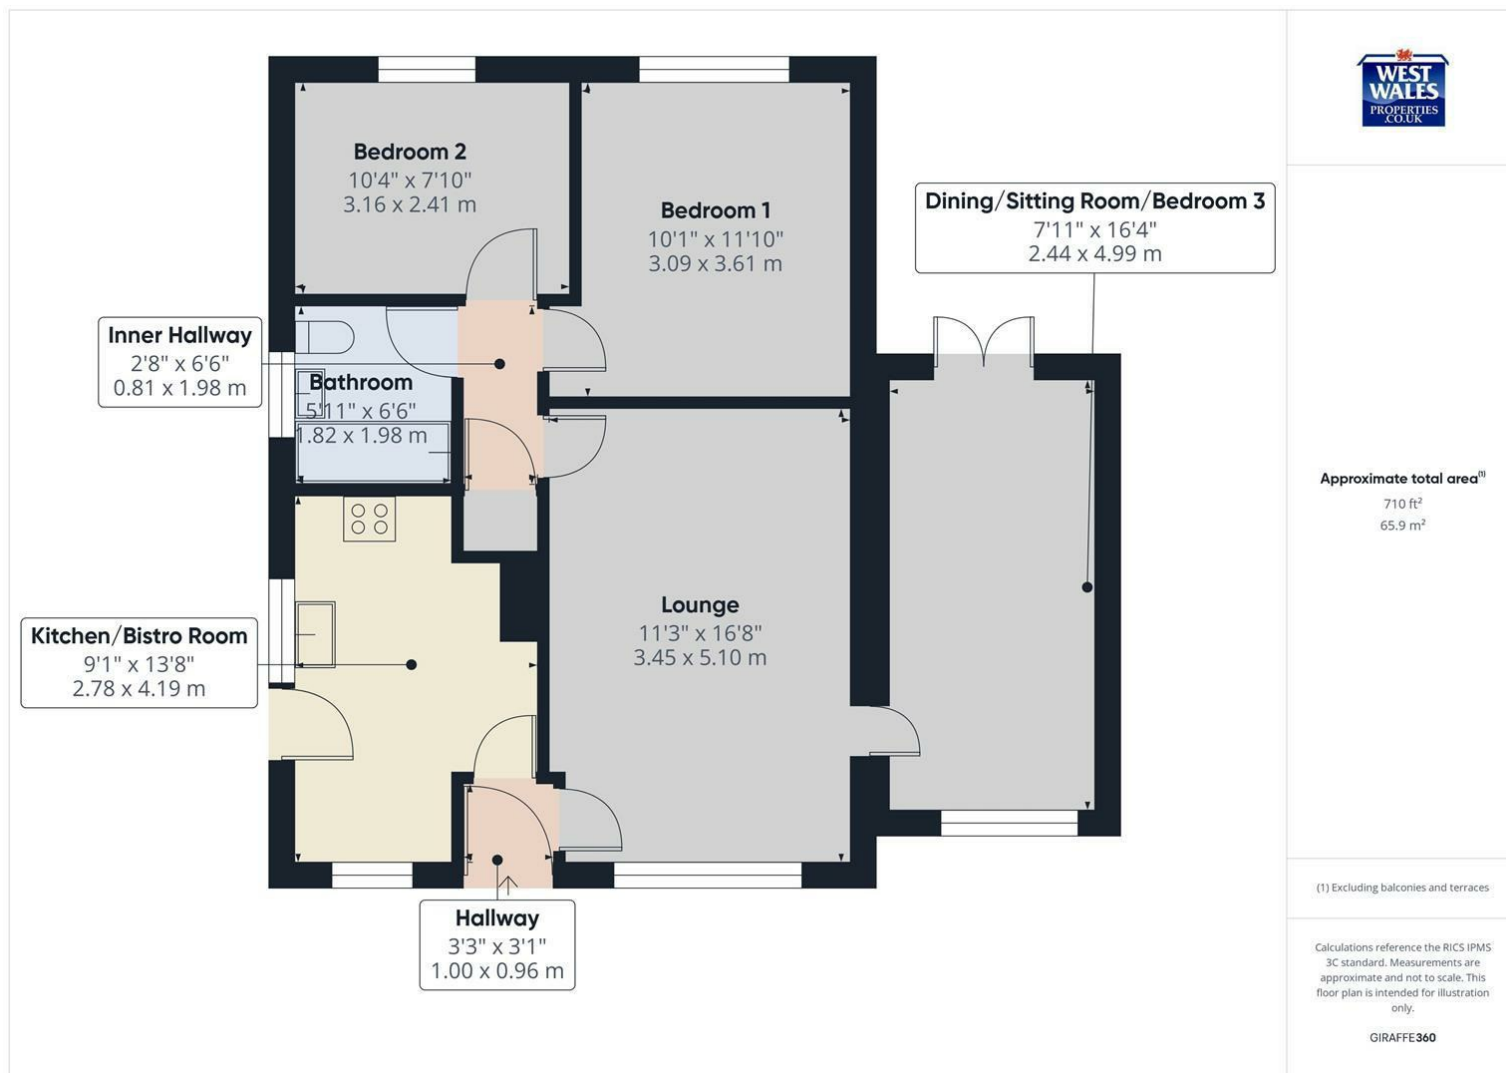 Bedroom 2
10'4" x 7'10"
3.16 x 2.41 m
Bedroom 1
10'1" x 11'10"
3.09 x 3.61 m
Dining/Sitting Room/Bedroom 3
7'11" x 16'4"
2.44 x 4.99 m
Inner Hallway
2'8" x 6'6"
0.81 x 1.98 m
Bathroom
5'11" x 6'6"
1.82 x 1.98 m
Lounge
11'3" x 16'8"
3.45 x 5.10 m
Kitchen/Bistro Room
9'1" x 13'8"
2.78 x 4.19 m
Hallway
3'3" x 3'1"
1.00 x 0.96 m
WEST
WALES
PROPERTIES
.CO.UK
Approximate total area(1)
710 ft²
65.9 m²
(1) Excluding balconies and terraces
Calculations reference the RICS IPMS
3C standard. Measurements are
approximate and not to scale. This
floor plan is intended for illustration
only.
GIRAFFE360